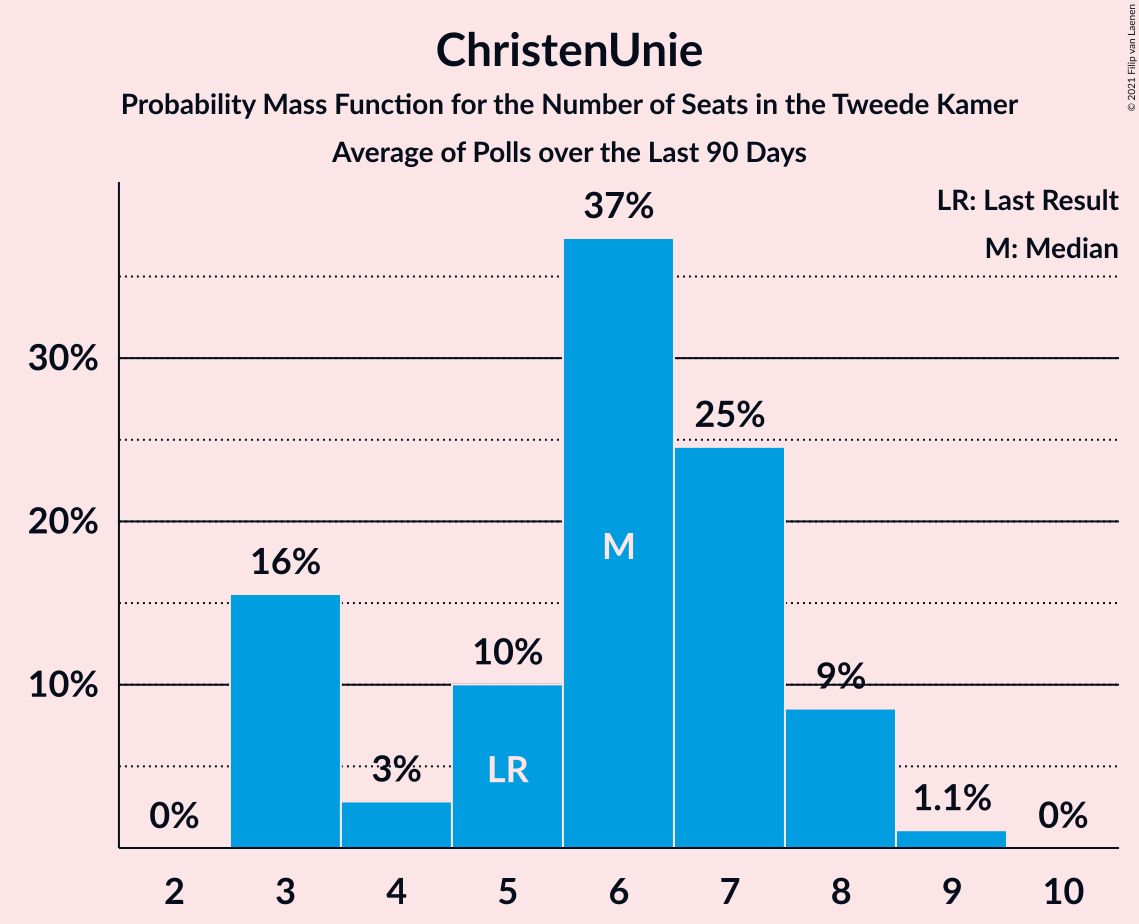 ChristenUnie
Probability Mass Function for the Number of Seats in the Tweede Kamer
Average of Polls over the Last 90 Days
© 2021 Filip van Laenen
LR: Last Result
M: Median
37%
30%
25%
20%
M
16%
10%
10%
9%
3%
LR
1.1%
0%
0%
2 3 4 5 6 7 8 9 10